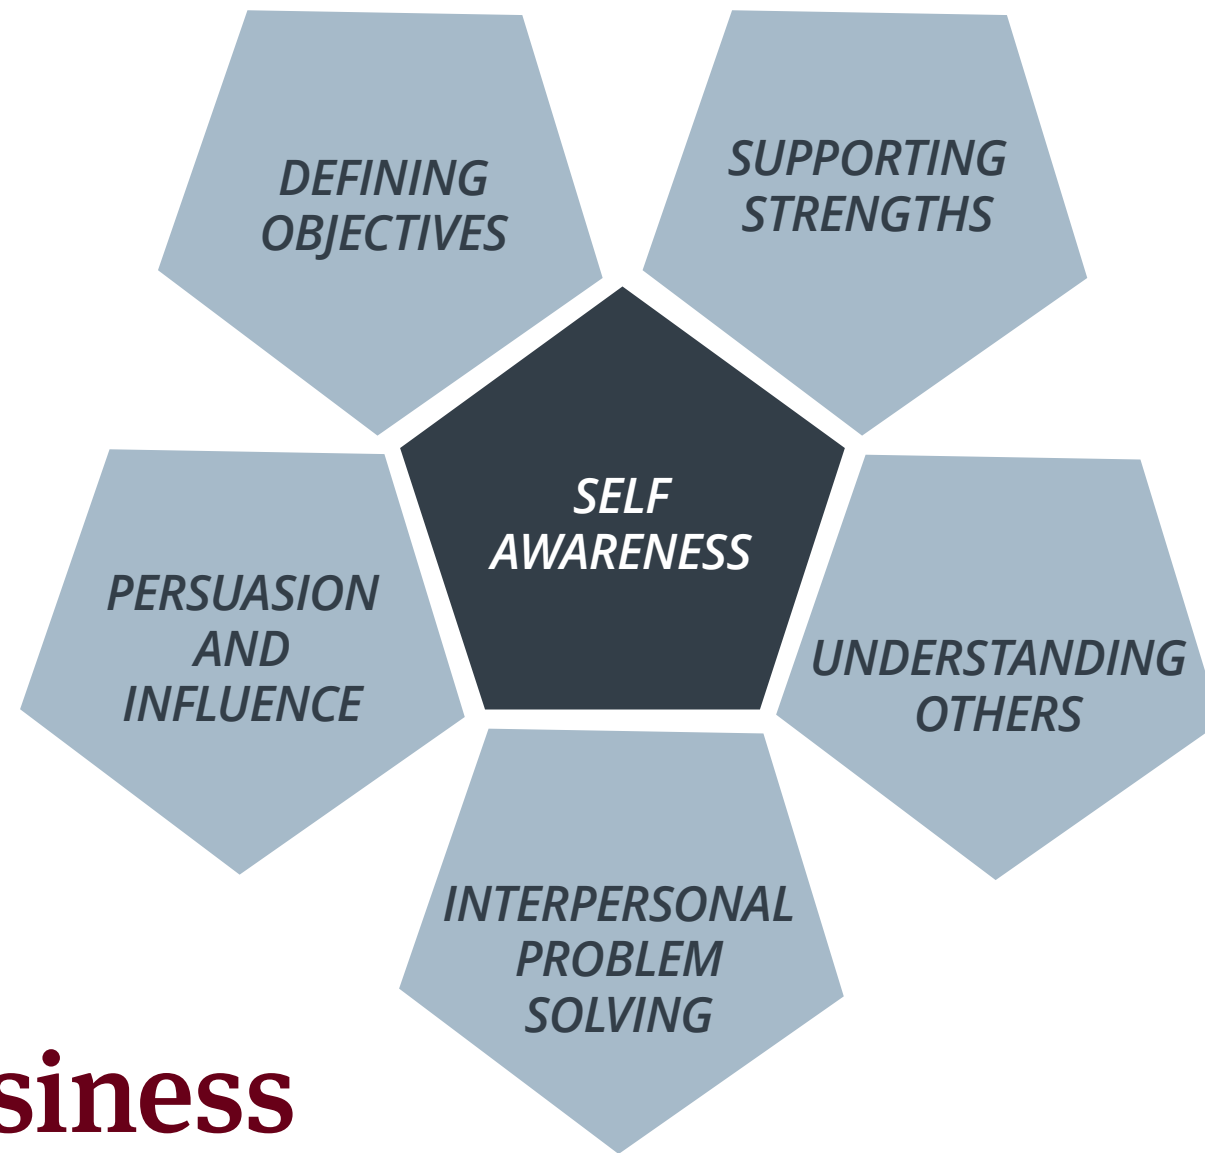 DEFINING
OBJECTIVES
SUPPORTING
STRENGTHS
SELF
AWARENESS
PERSUASION
AND
INFLUENCE
UNDERSTANDING
OTHERS
INTERPERSONAL
PROBLEM
SOLVING
siness